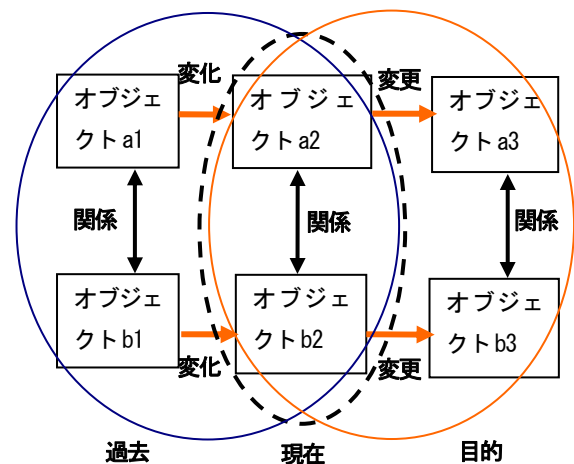 変化
変更
オブジェ
クトa1
オブジェ
クトa2
オブジェ
クトa3
関係
関係
関係
オブジェ
クトb1
オブジェ
クトb2
オブジェ
クトb3
変化
変更
過去
現在
目的